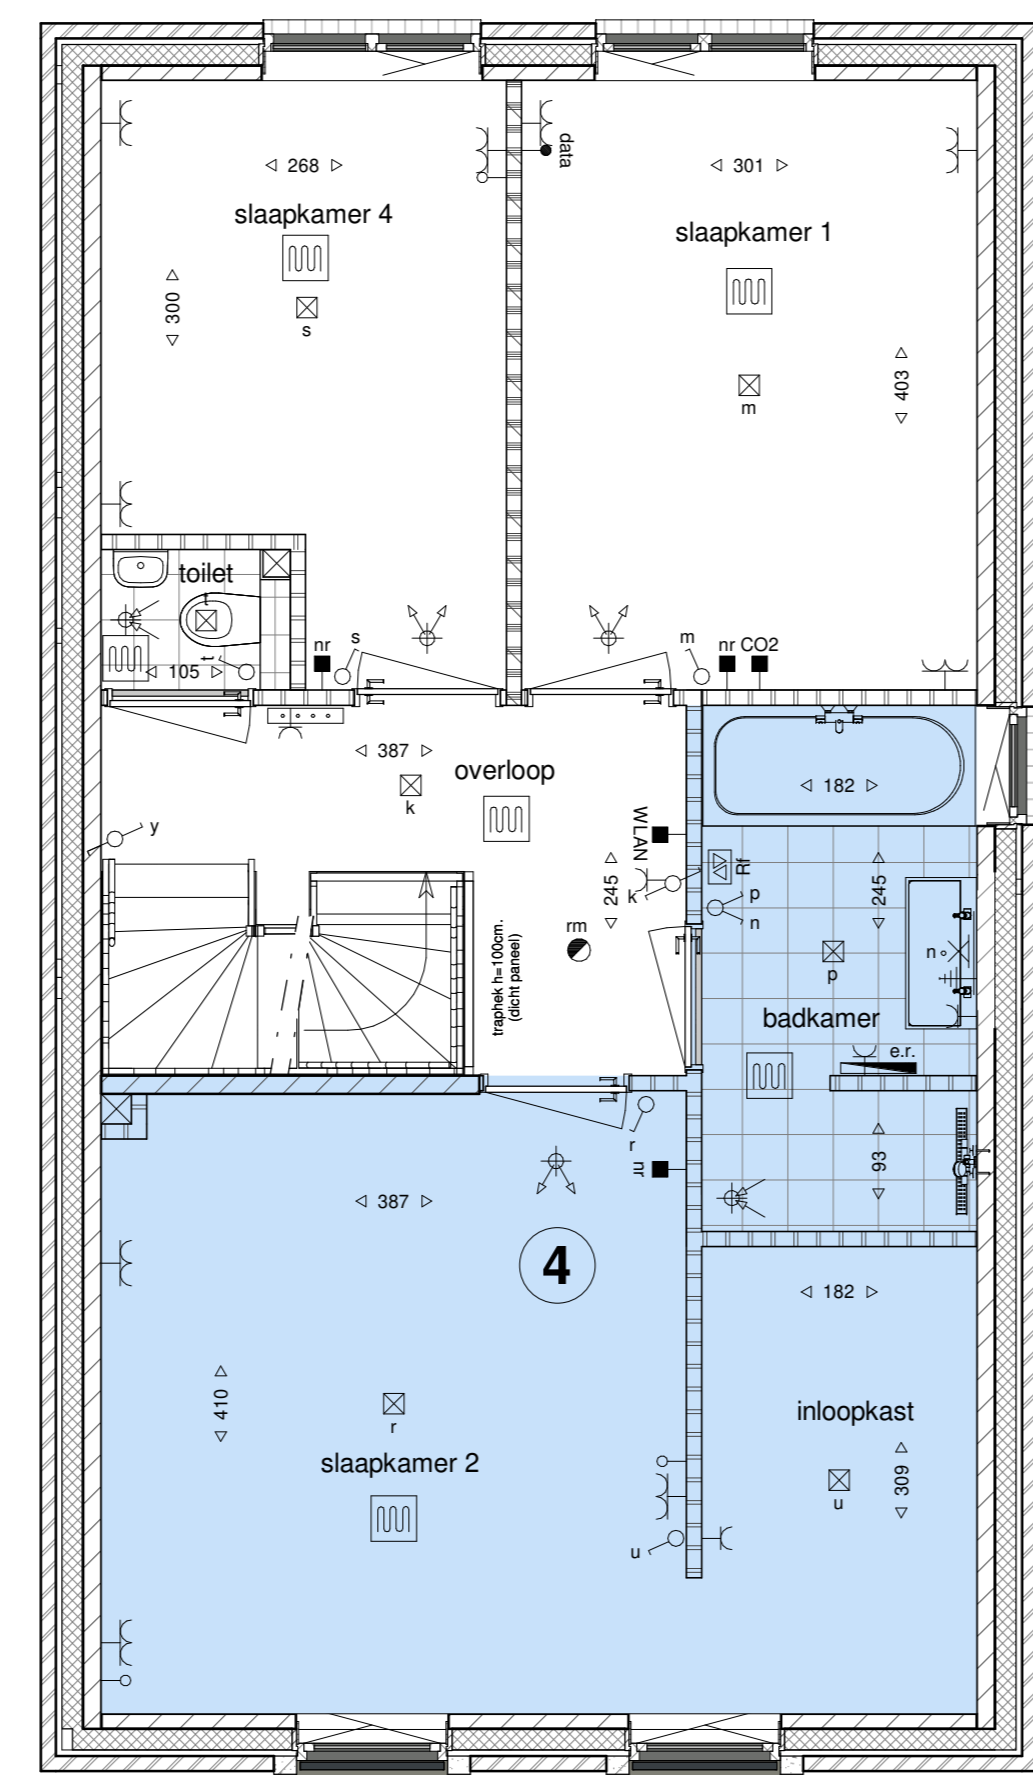 data
268
301
slaapkamer 4
slaapkamer 1
300
s
403
m
toilet
t
t
105
nr
s
m
nr CO2
387
overloop
k
182
y
WLAN
Rf
k
245
p
n
245
rm
n
p
traphek h=100cm.
(dicht paneel)
badkamer
e.r.
r
nr
93
387
4
182
410
r
inloopkast
slaapkamer 2
309
u
u